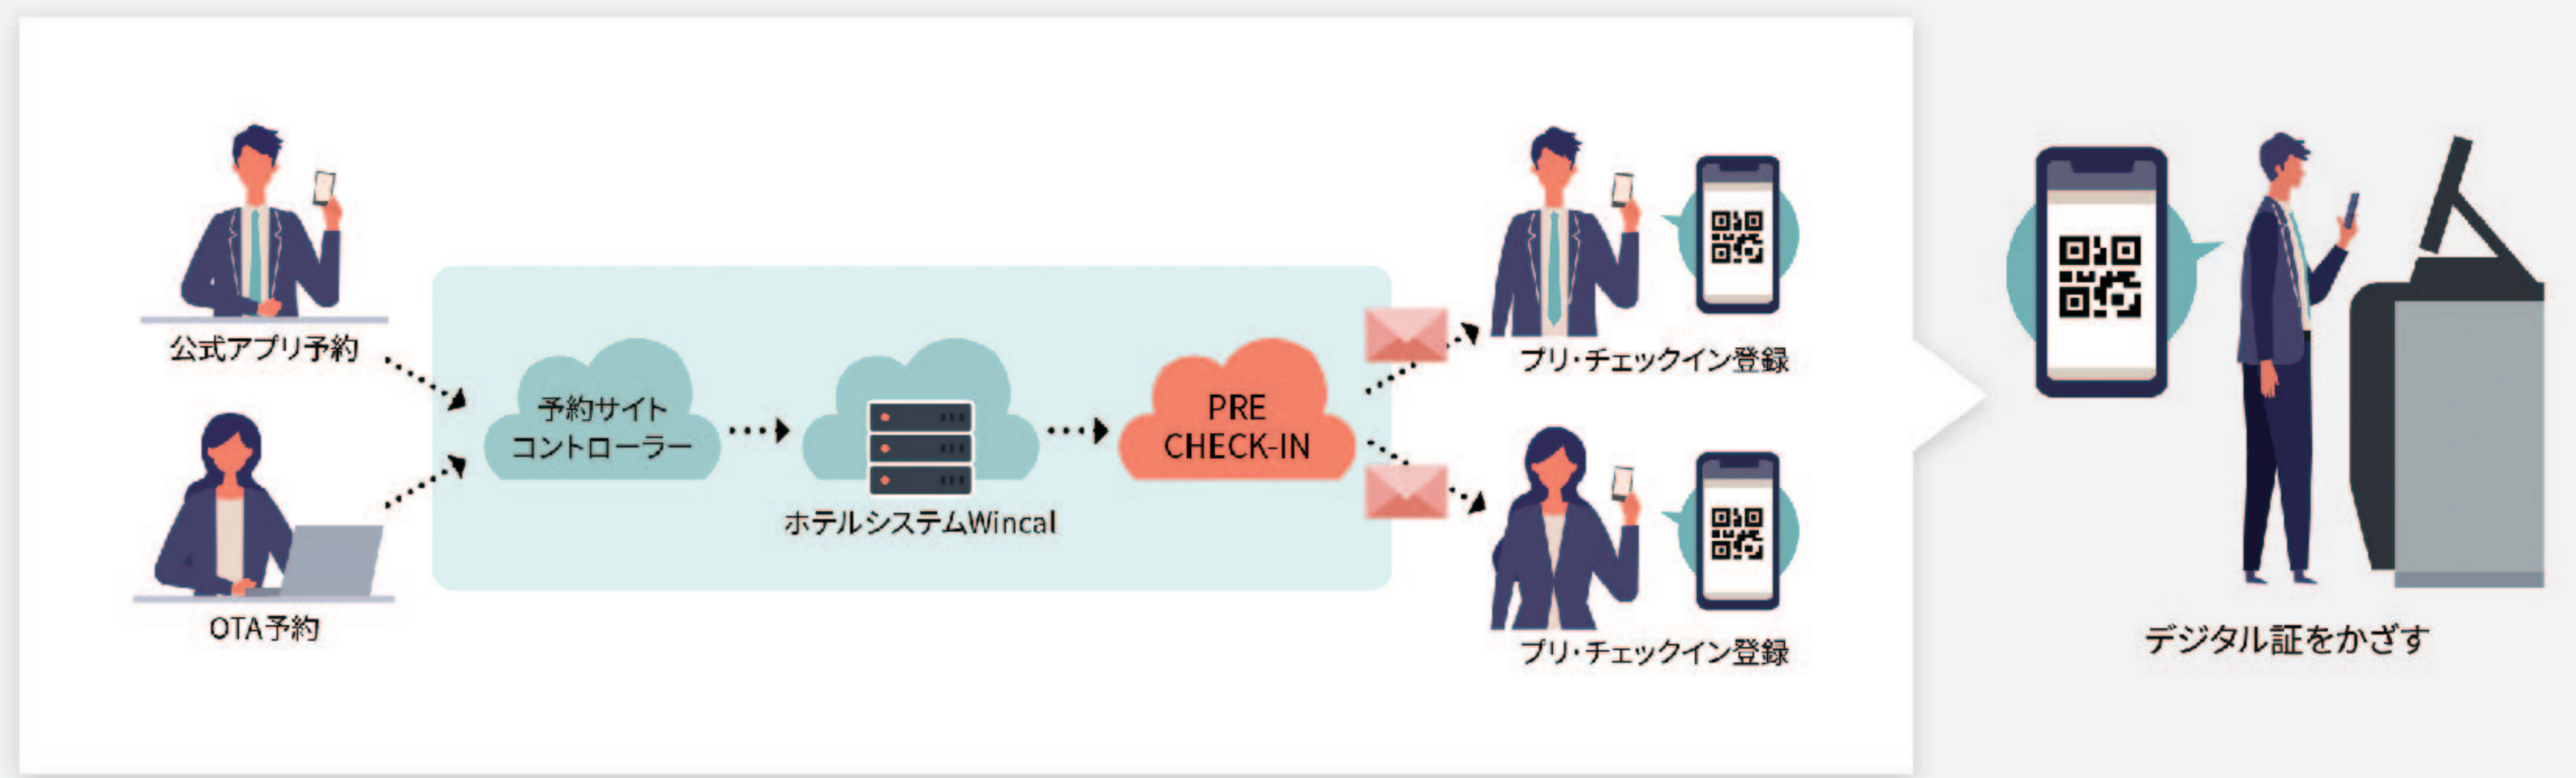 公式アプリ予約
OTA予約
予約サイト
コントローラー
ホテルシステムWincal
PRE
CHECK-IN
プリ・チェックイン登録
プリ・チェックイン登録
デジタル証をかざす